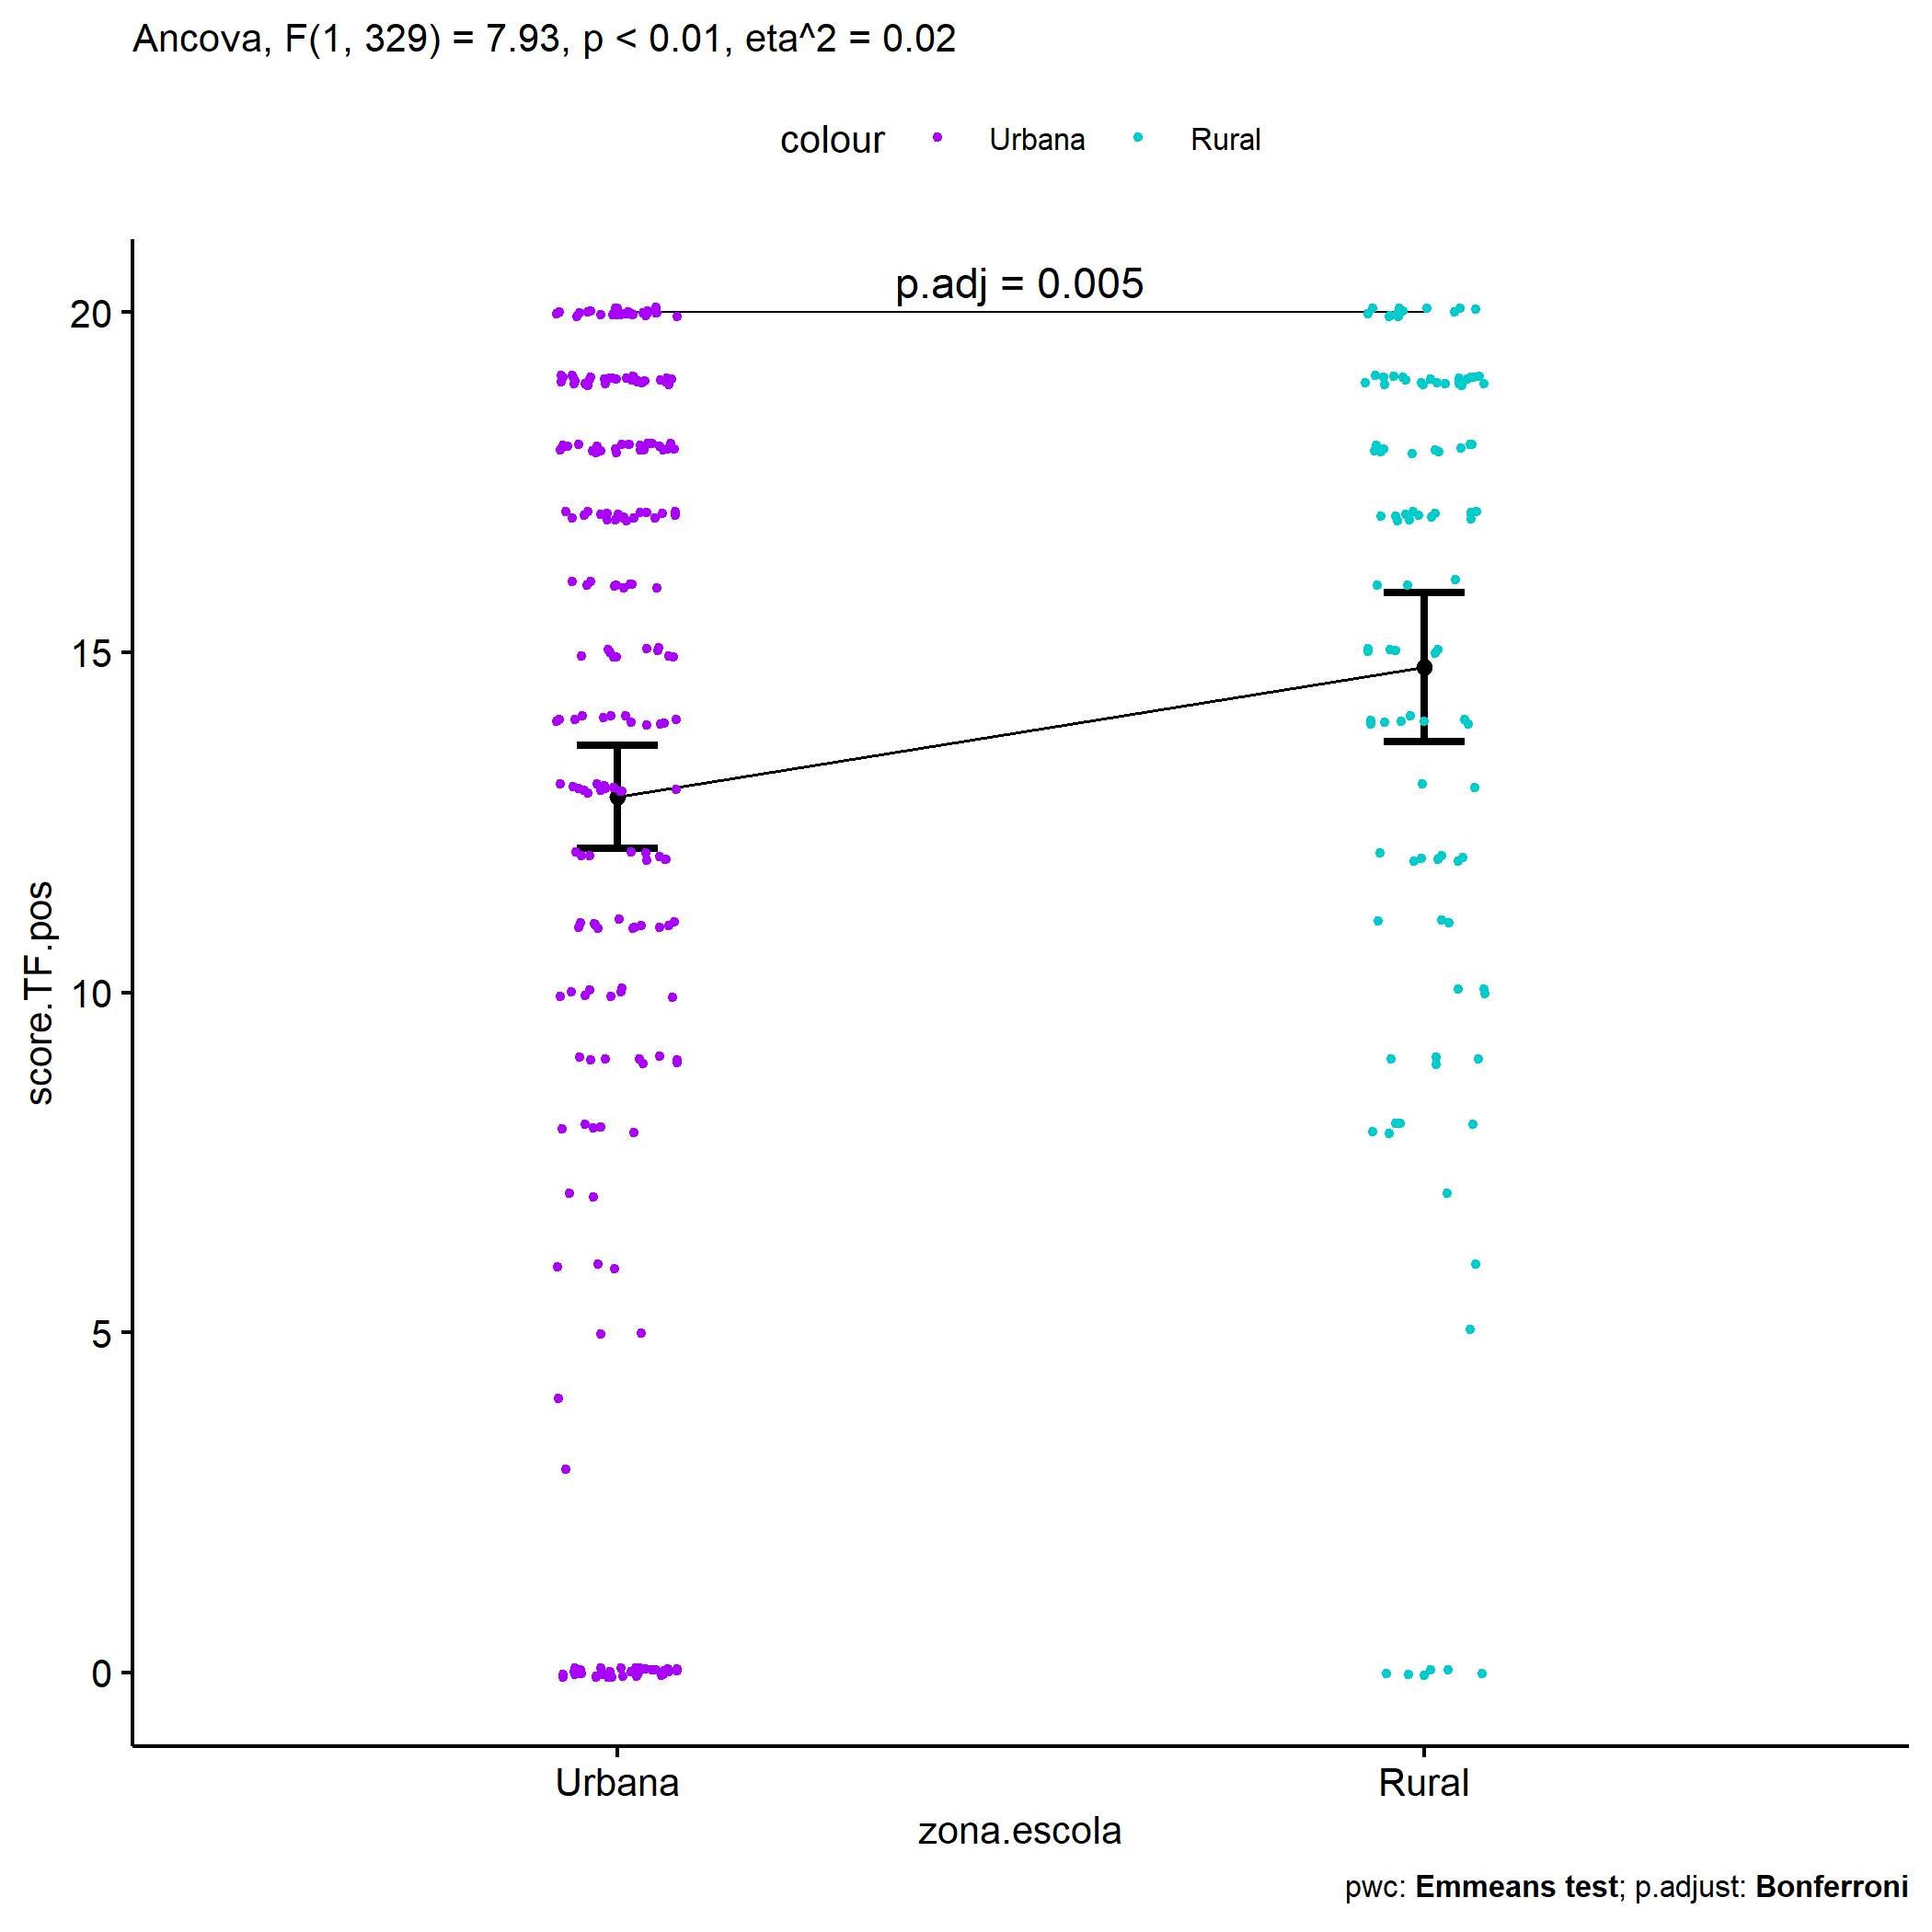 Ancova, F(1, 329) = 7.93, p < 0.01, eta^2 = 0.02
colour Urbana Rural
p.adj = 0.005
20
15
10
5
0
score.TF.pos
Urbana Rural
zona.escola
pwc: Emmeans test; p.adjust: Bonferroni